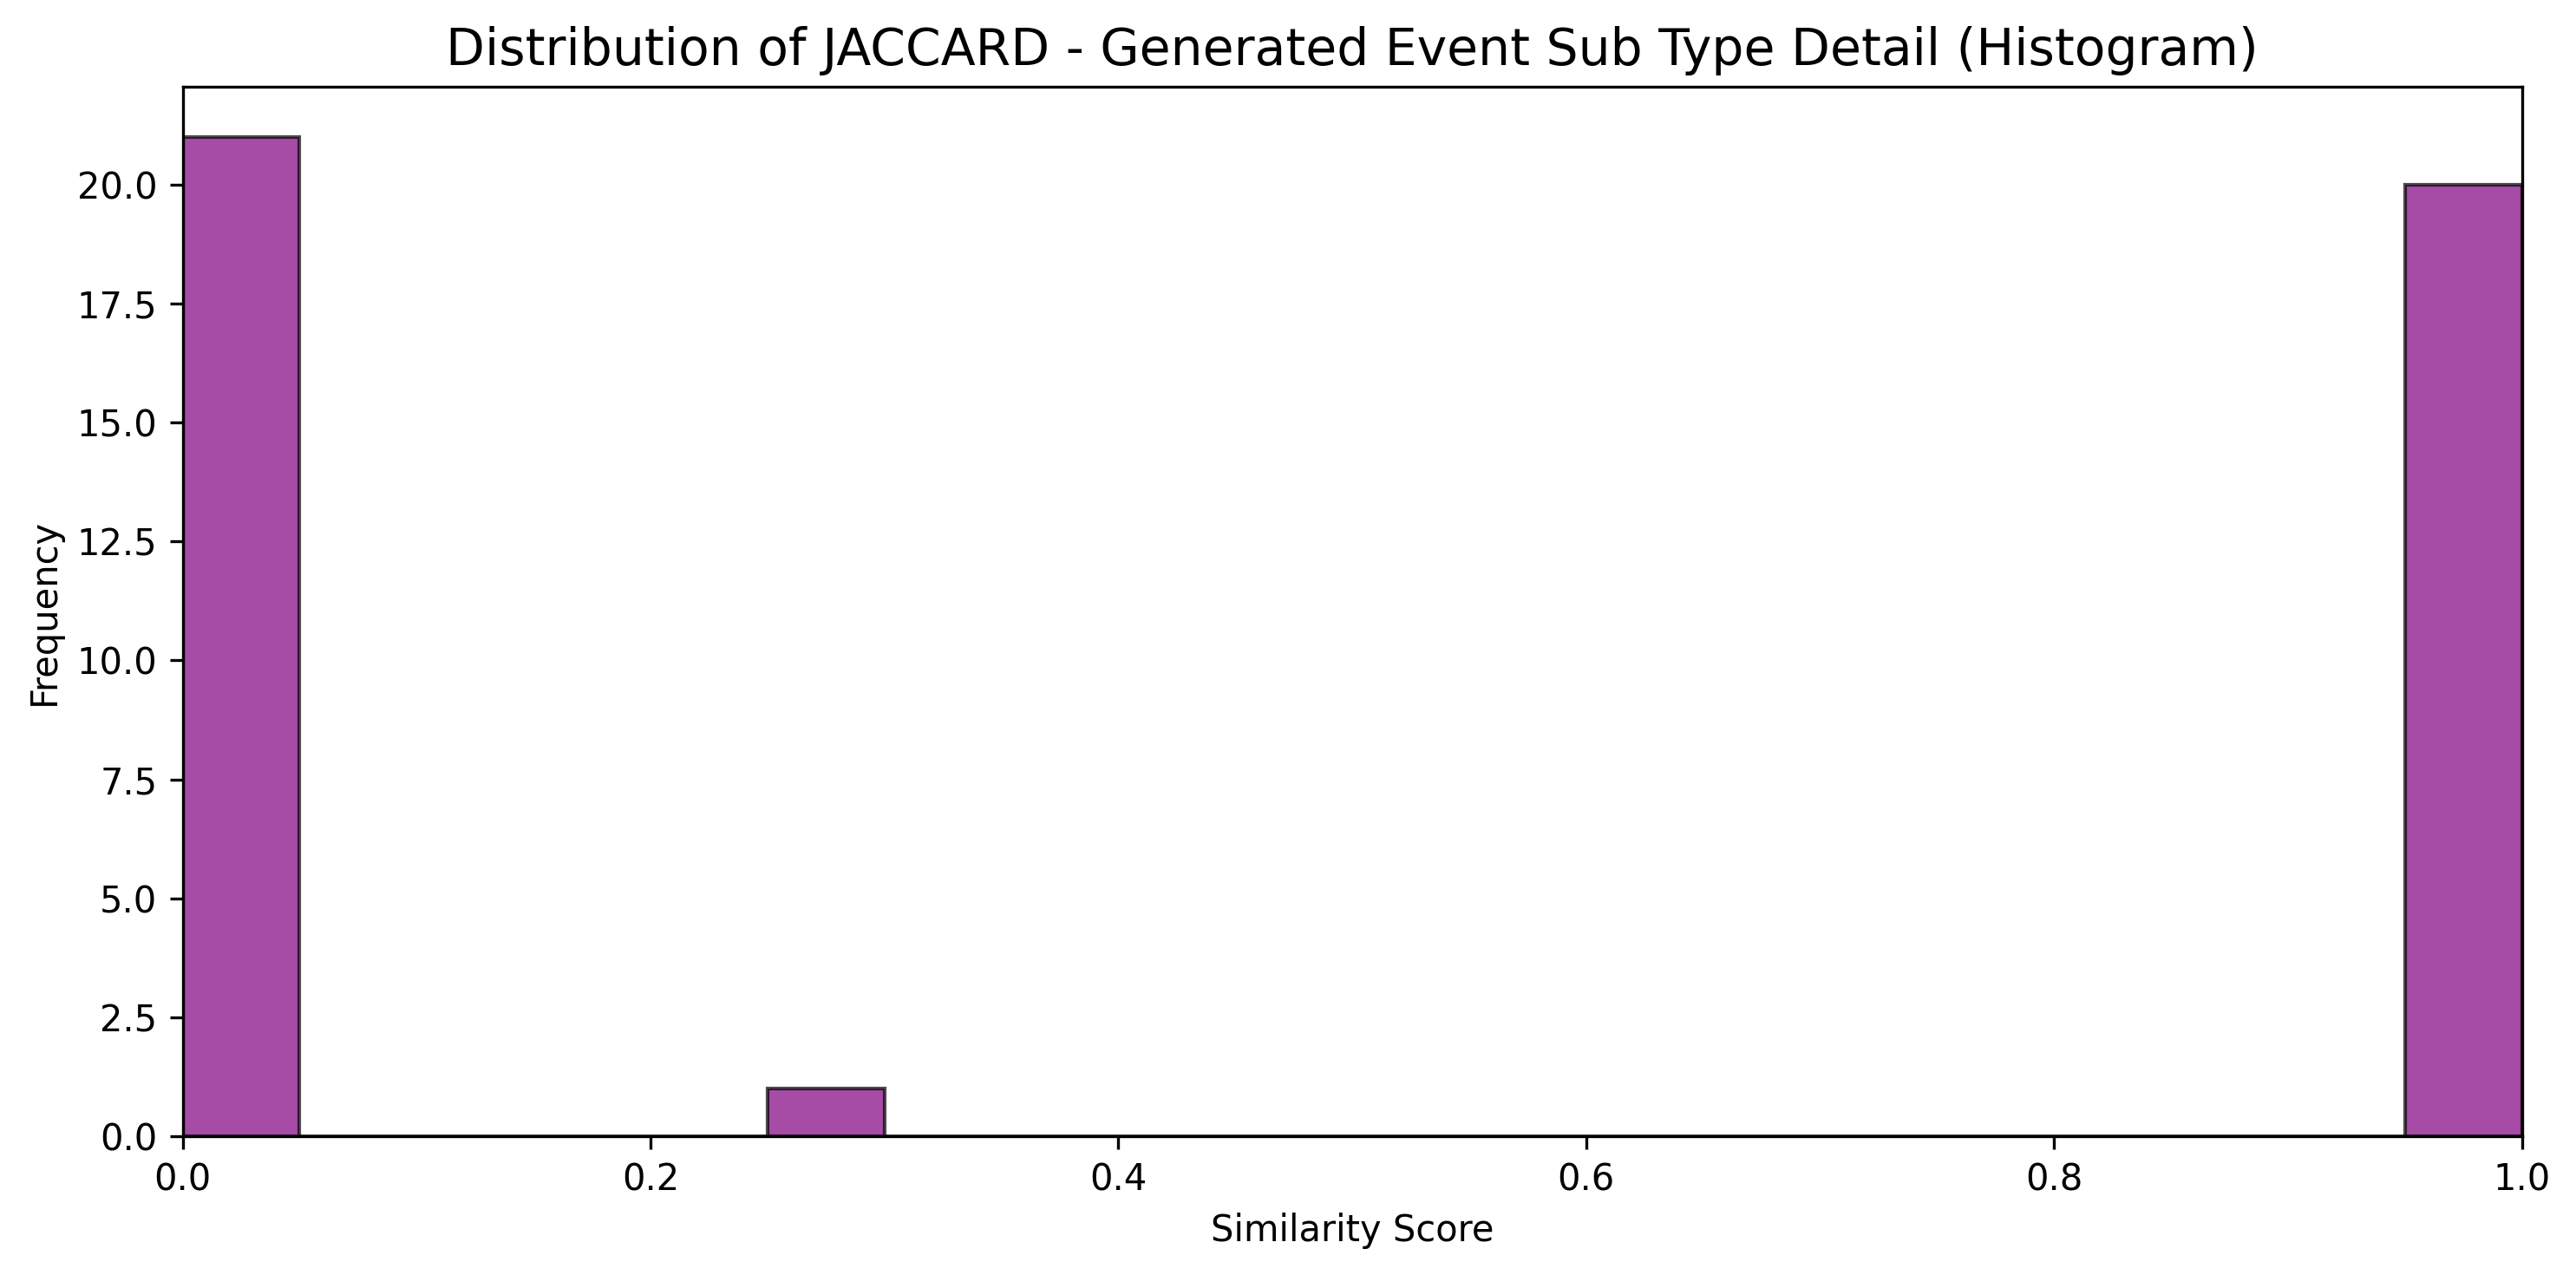 Distribution of JACCARD - Generated Event Sub Type Detail (Histogram)
20.0
17.5
15.0
12.5
10.0
7.5
5.0
2.5
0.0
Frequency
0.0 0.2 0.4 0.6 0.8 1.0
Similarity Score